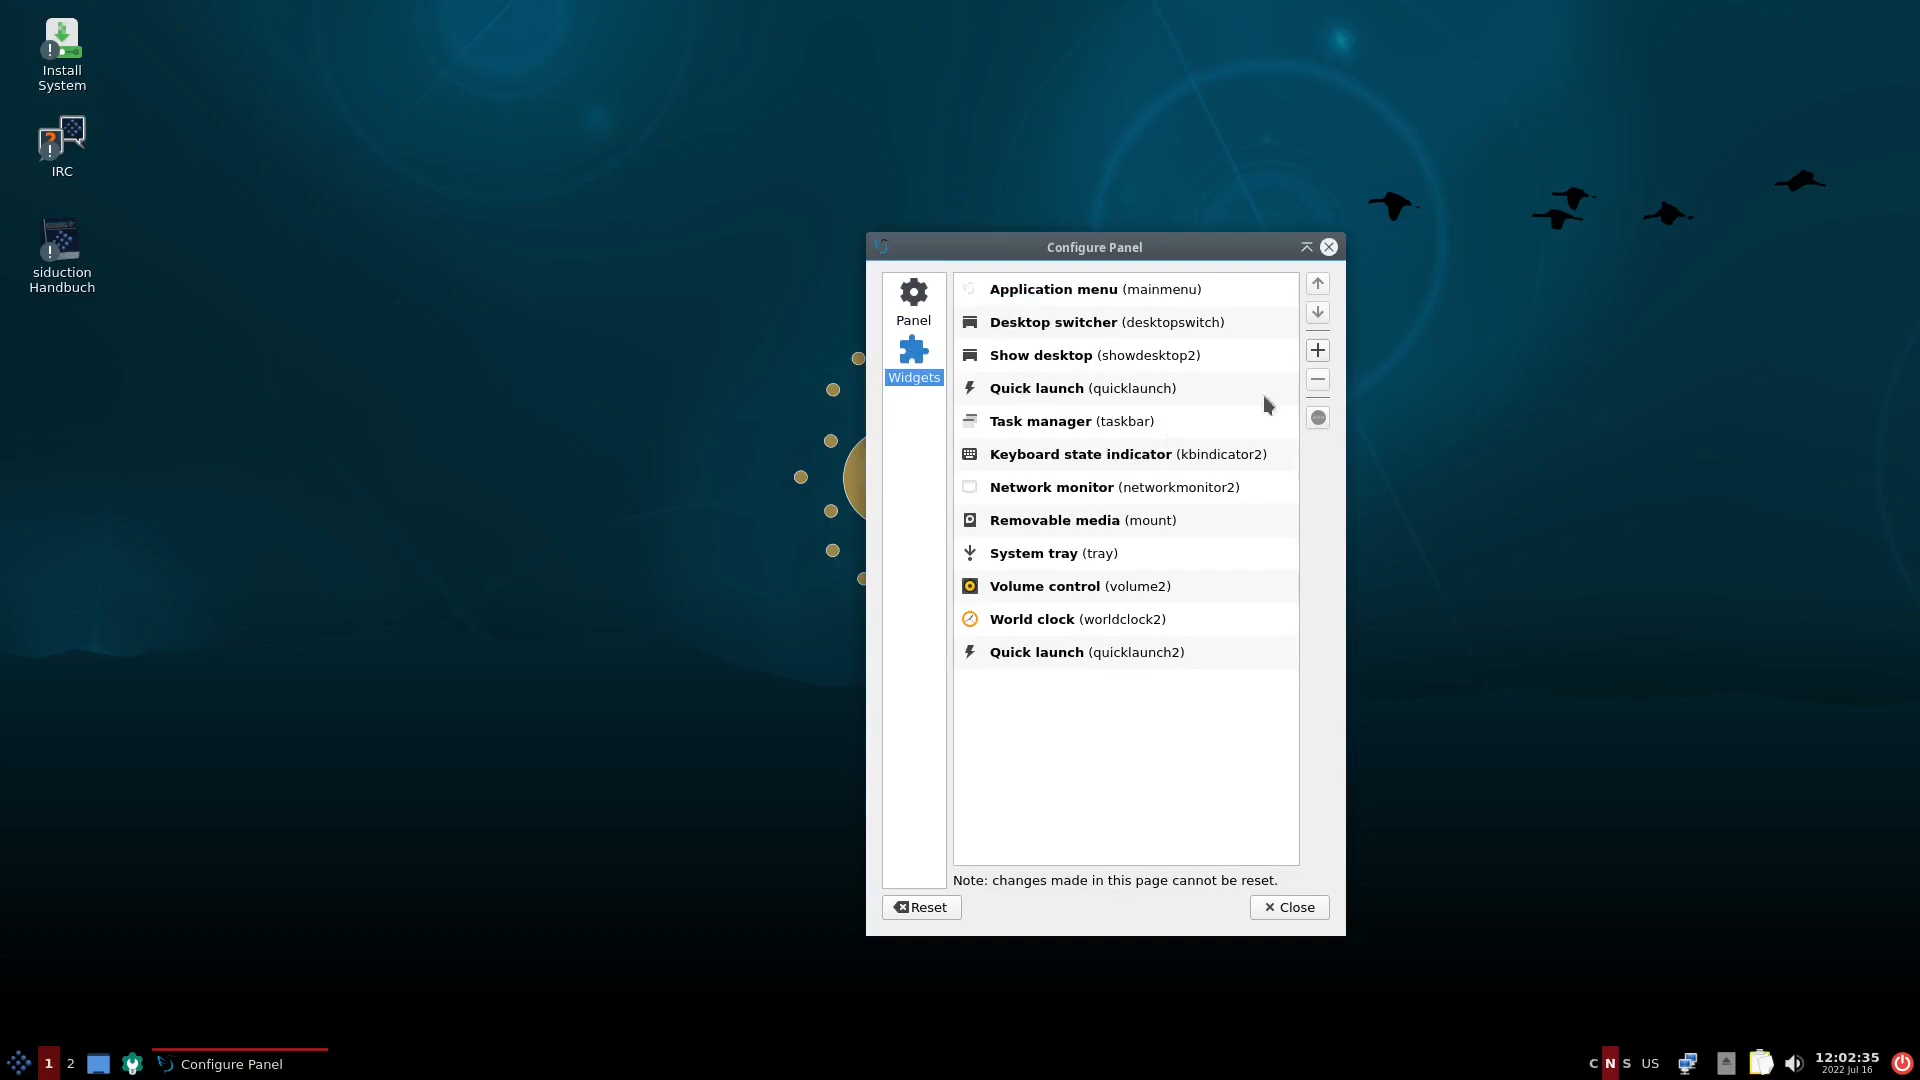 Install
System
IRC
siduction
Handbuch
Configure Panel
Panel
Widgets
Application menu (mainmenu)
Desktop switcher (desktopswitch)
Show desktop (showdesktop2)
Quick launch (quicklaunch)
Task manager (taskbar)
Keyboard state indicator (kbindicator2)
Network monitor (networkmonitor2)
Removable media (mount)
System tray (tray)
Volume control (volume2)
World clock (worldclock2)
Quick launch (quicklaunch2)
Note: changes made in this page cannot be reset.
Reset
Close
1 2 Configure Panel C N S US 12:02:35
2022 Jul 16